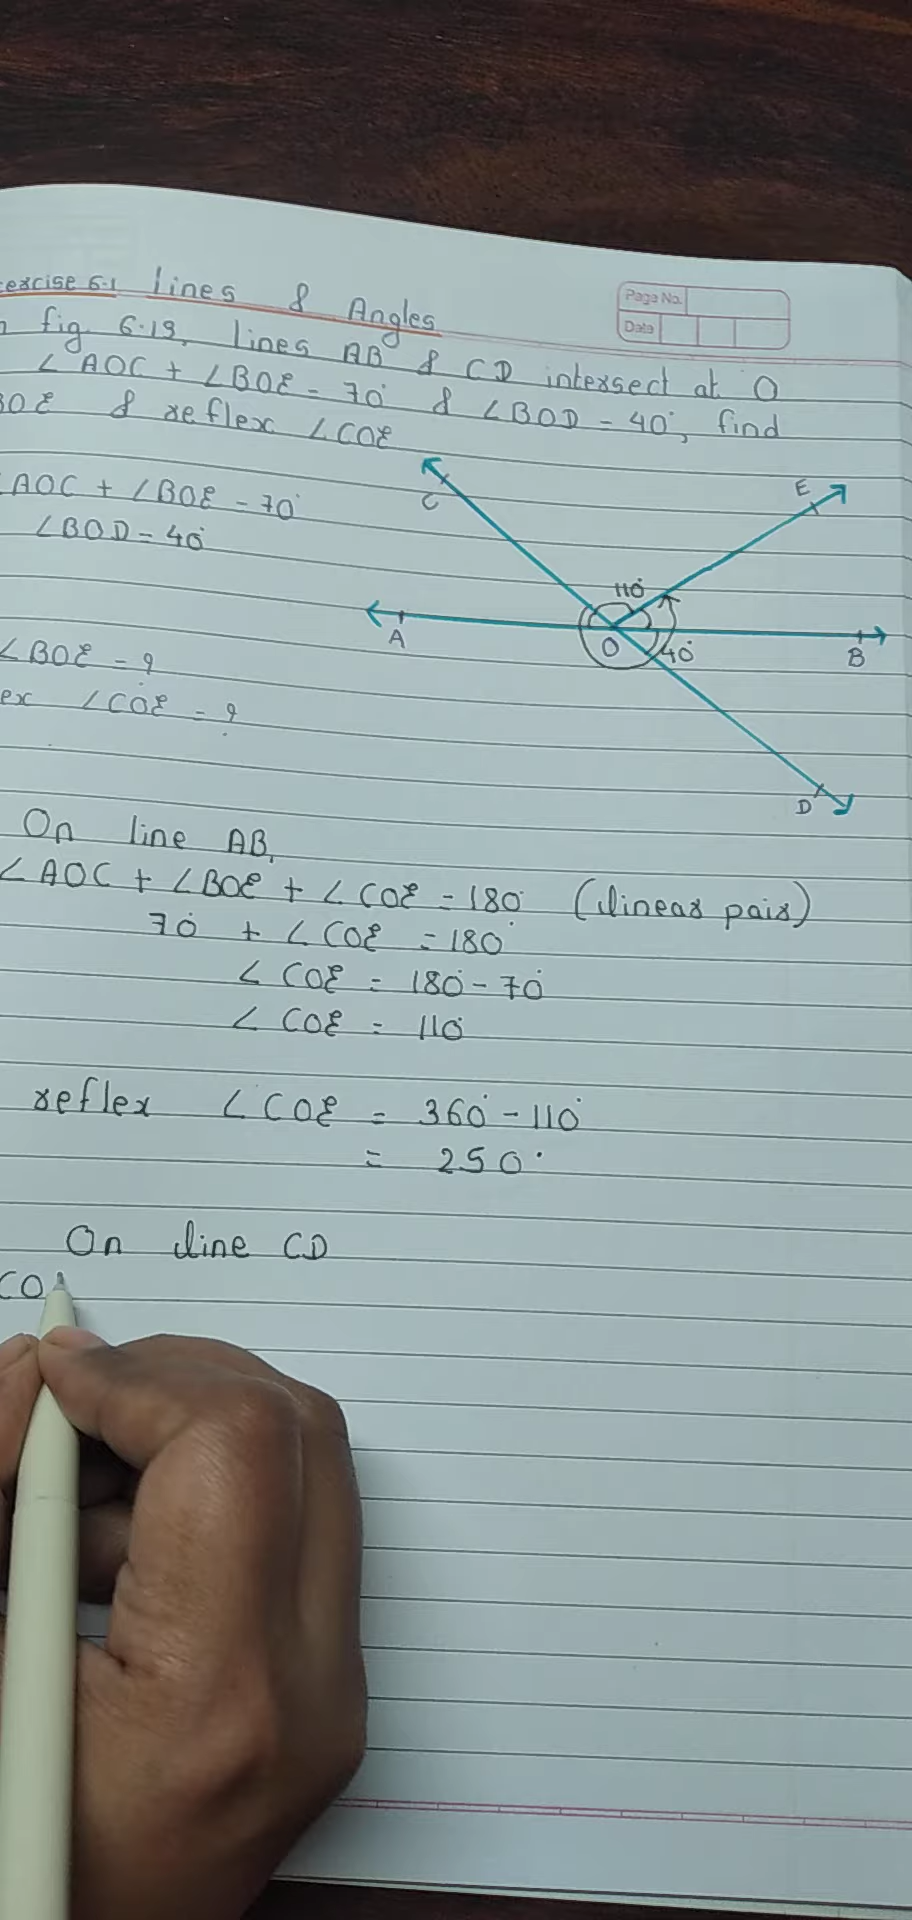 Exercise 6.1 Lines & Angles
Page No.
Date
fig. 6.13, lines AB & CD intersect at O
∠AOC + ∠BOE = 70° & ∠BOD = 40°, find
BOE & reflex ∠COE
AOC + ∠BOE = 70°
∠BOD = 40°
C
E
110°
A
O
40°
B
D
∠BOE = ?
ex ∠COE = ?
On line AB,
∠AOC + ∠BOE + ∠COE = 180° (linear pair)
70° + ∠COE = 180°
∠COE = 180° - 70°
∠COE = 110°
reflex ∠COE = 360° - 110°
= 250°
On line CD
CO